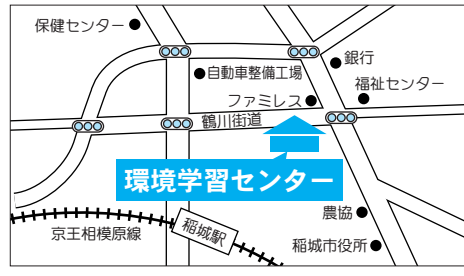 保健センター
銀行
自動車整備工場
福祉センター
ファミレス
鶴川街道
環境学習センター
農協
京王相模原線
稲城駅
稲城市役所